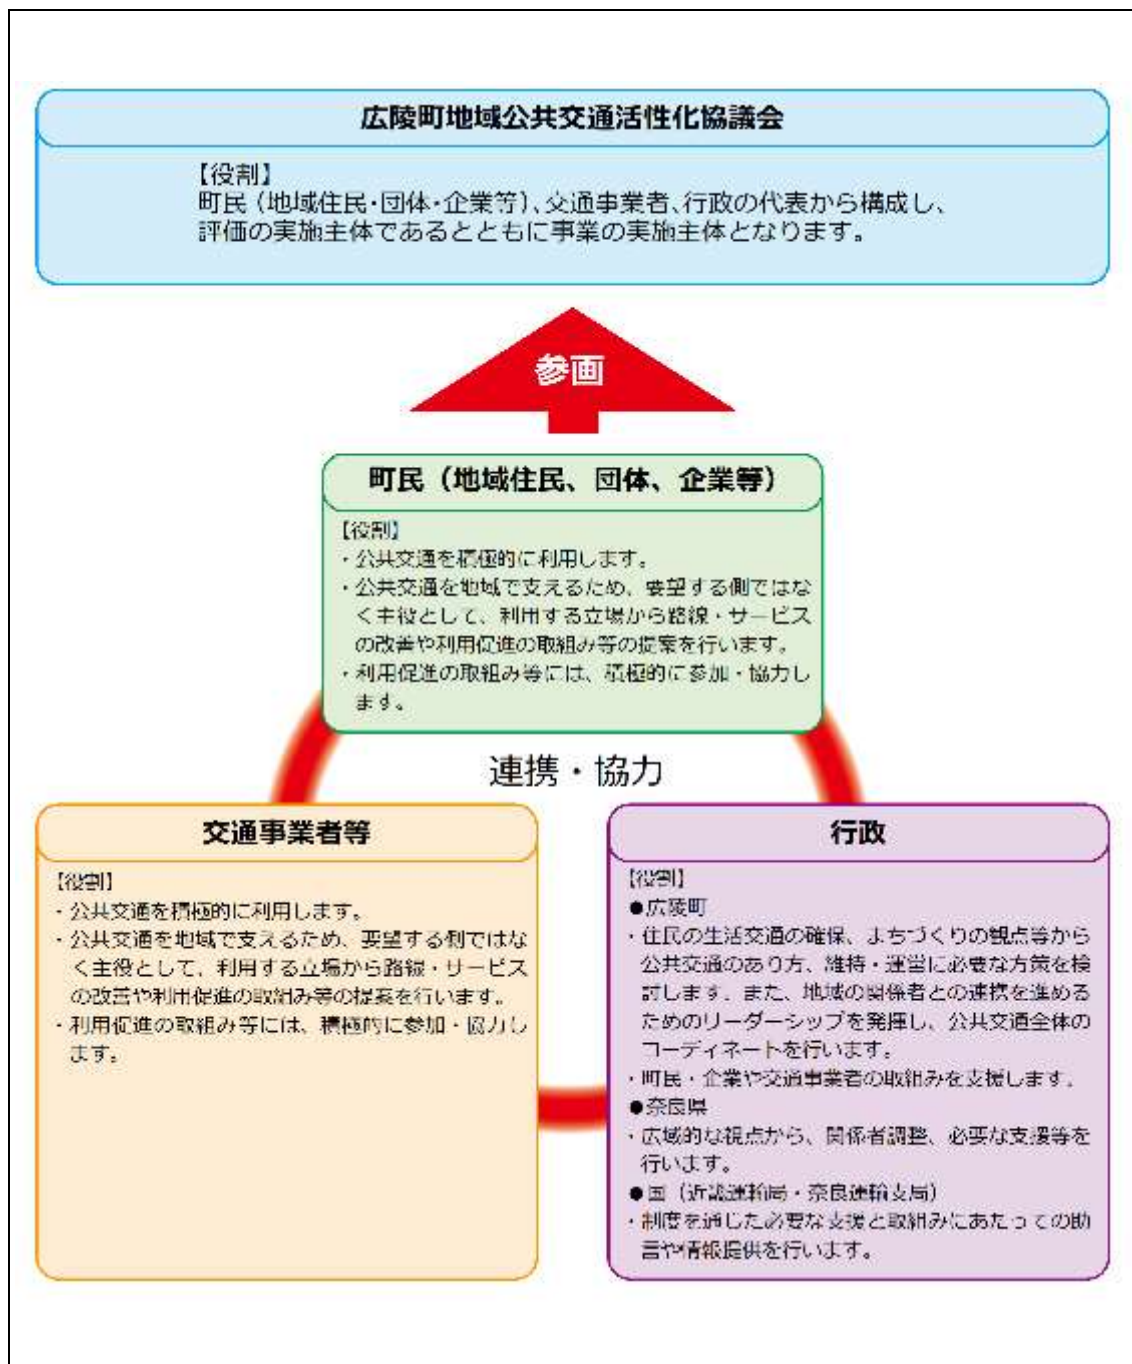 広陵町地域公共交通活性化協議会
【役割】
町民(地域住民・団体・企業等)、交通事業者、行政の代表から構成し、
評価の実施主体であるとともに事業の実施主体となります。
参画
町民(地域住民、団体、企業等)
【役割】
・公共交通を積極的に利用します。
・公共交通を地域で支えるため、要望する側ではな
く主役として、利用する立場から路線・サービス
の改善や利用促進の取組み等の提案を行います。
・利用促進の取組み等には、積極的に参加・協力し
ます。
連携・協力
交通事業者等
【役割】
・公共交通を積極的に利用します。
・公共交通を地域で支えるため、要望する側ではな
く主役として、利用する立場から路線・サービス
の改善や利用促進の取組み等の提案を行います。
・利用促進の取組み等には、積極的に参加・協力し
ます。
行政
【役割】
●広陵町
・住民の生活交通の確保、まちづくりの観点等から
公共交通のあり方、維持・運営に必要な方策を検
討します。また、地域の関係者との連携を進める
ためのリーダーシップを発揮し、公共交通全体の
コーディネートを行います。
・町民・企業や交通事業者の取組みを支援します。
●奈良県
・広域的な視点から、関係者調整、必要な支援等を
行います。
●国(近畿運輸局・奈良運輸支局)
・制度を通じた必要な支援と取組みにあたっての助
言や情報提供を行います。